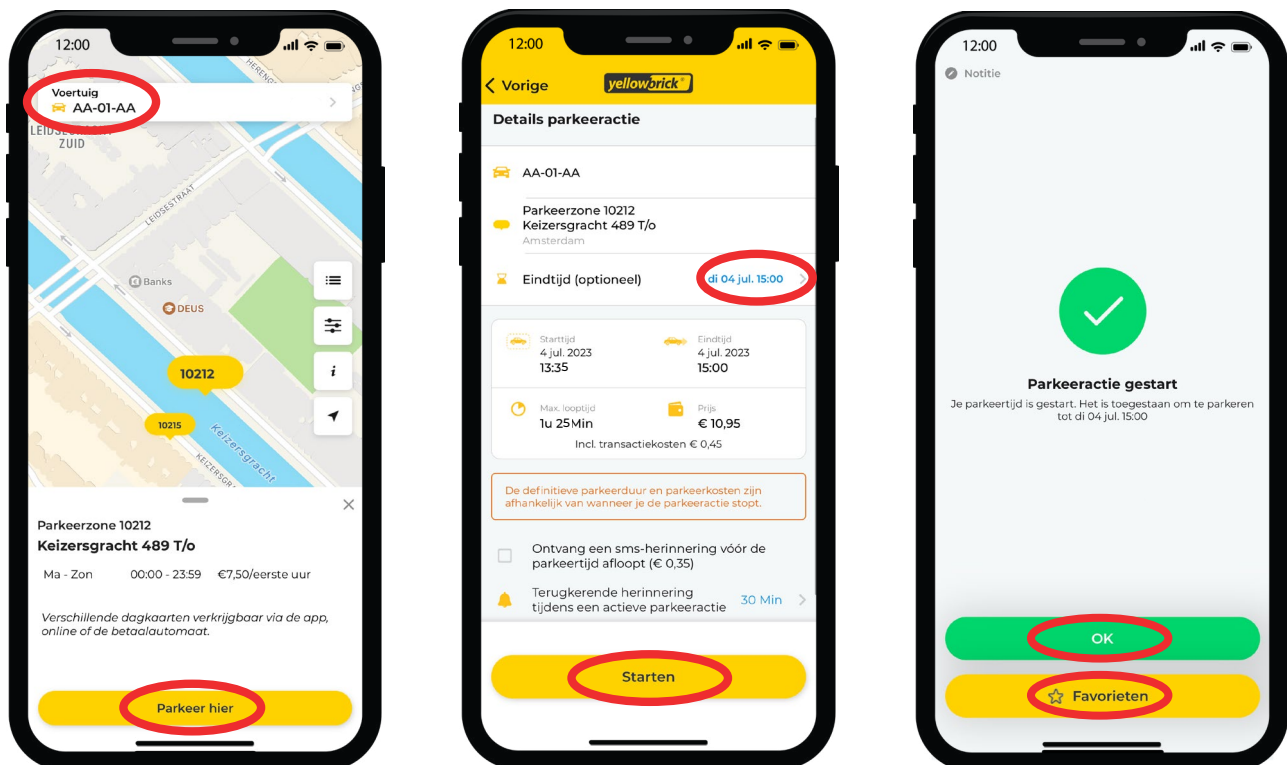 12:00
HERENG
Voertuig
AA-01-AA
LEIDSEGRACHT
ZUID
LEIDSESTRAAT
Banks
DEUS
10212
i
10215
Keizersgracht
KEIZERSGR
Parkeerzone 10212
Keizersgracht 489 T/o
Ma - Zon 00:00 - 23:59 €7,50/eerste uur
Verschillende dagkaarten verkrijgbaar via de app,
online of de betaalautomaat.
Parkeer hier
12:00
Vorige yellowbrick
Details parkeeractie
AA-01-AA
Parkeerzone 10212
Keizersgracht 489 T/o
Amsterdam
Eindtijd (optioneel) di 04 jul. 15:00
Starttijd Eindtijd
4 jul. 2023 4 jul. 2023
13:35 15:00
Max. looptijd Prijs
1u 25Min € 10,95
Incl. transactiekosten € 0,45
De definitieve parkeerduur en parkeerkosten zijn
afhankelijk van wanneer je de parkeeractie stopt.
Ontvang een sms-herinnering vóór de
parkeertijd afloopt (€ 0,35)
Terugkerende herinnering
tijdens een actieve parkeeractie 30 Min
Starten
12:00
Notitie
Parkeeractie gestart
Je parkeertijd is gestart. Het is toegestaan om te parkeren
tot di 04 jul. 15:00
OK
Favorieten